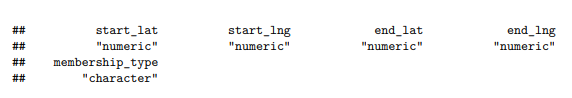 ## start_lat start_lng end_lat end_lng
## "numeric" "numeric" "numeric" "numeric"
## membership_type
## "character"